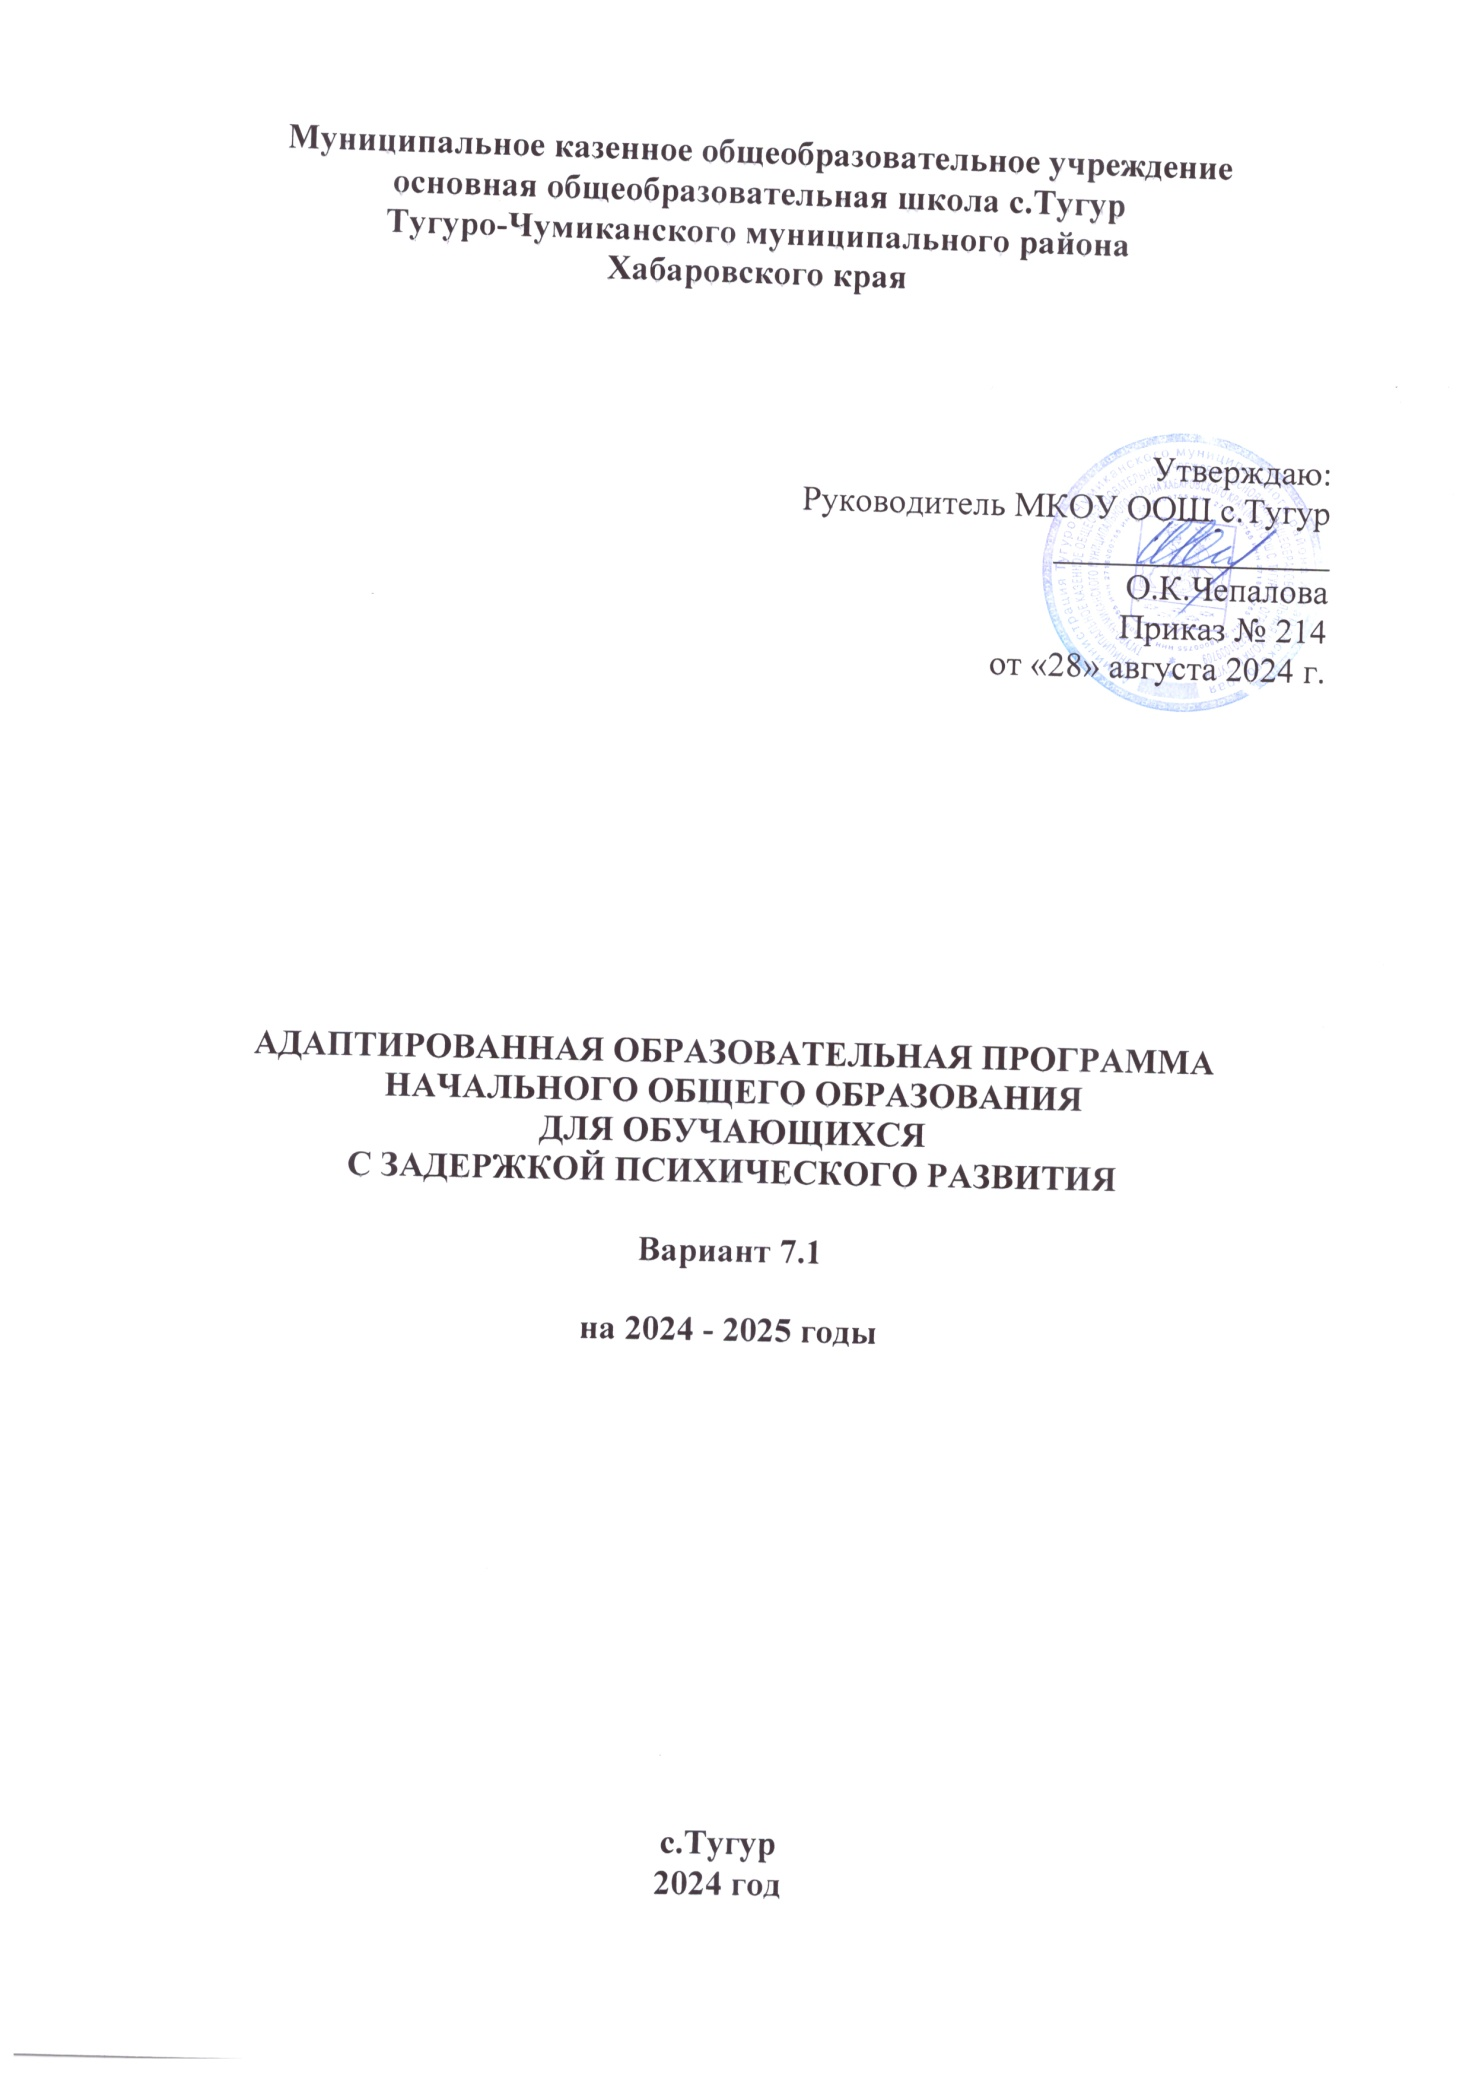 Муниципальное казенное общеобразовательное учреждение
основная общеобразовательная школа с.Тугур
Тугуро-Чумиканского муниципального района
Хабаровского края
Утверждаю:
Руководитель МКОУ ООШ с.Тугур
О.К.Чепалова
Приказ № 214
от «28» августа 2024 г.
АДАПТИРОВАННАЯ ОБРАЗОВАТЕЛЬНАЯ ПРОГРАММА
НАЧАЛЬНОГО ОБЩЕГО ОБРАЗОВАНИЯ
ДЛЯ ОБУЧАЮЩИХСЯ
С ЗАДЕРЖКОЙ ПСИХИЧЕСКОГО РАЗВИТИЯ
Вариант 7.1
на 2024 - 2025 годы
с.Тугур
2024 год